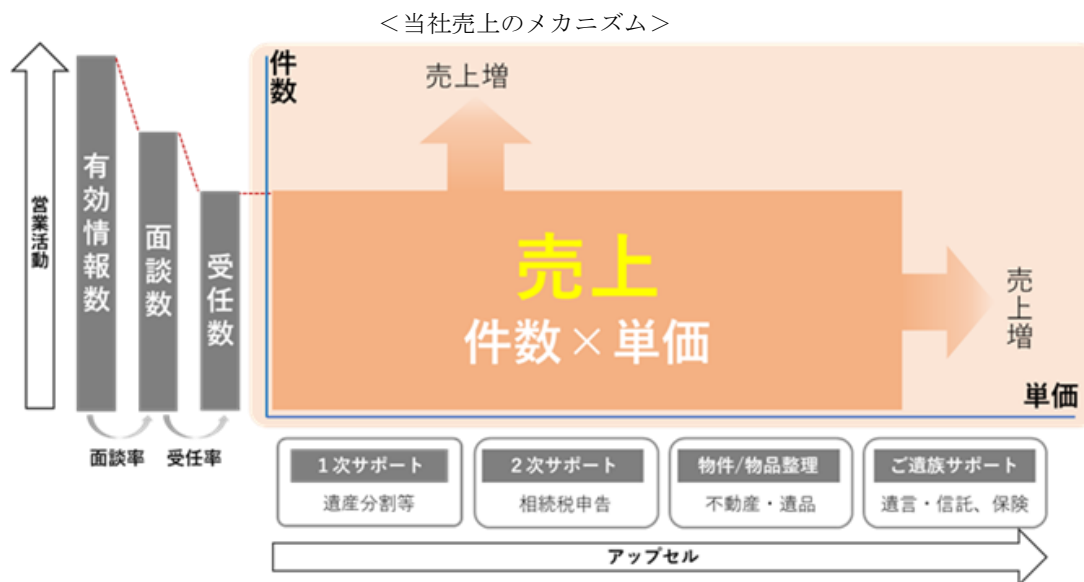 ＜当社売上のメカニズム＞
営業活動
有効情報数
面談数
受任数
面談率
受任率
件数
売上増
売上
件数×単価
売上増
単価
1次サポート
遺産分割等
2次サポート
相続税申告
物件/物品整理
不動産・遺品
ご遺族サポート
遺言・信託、保険
アップセル